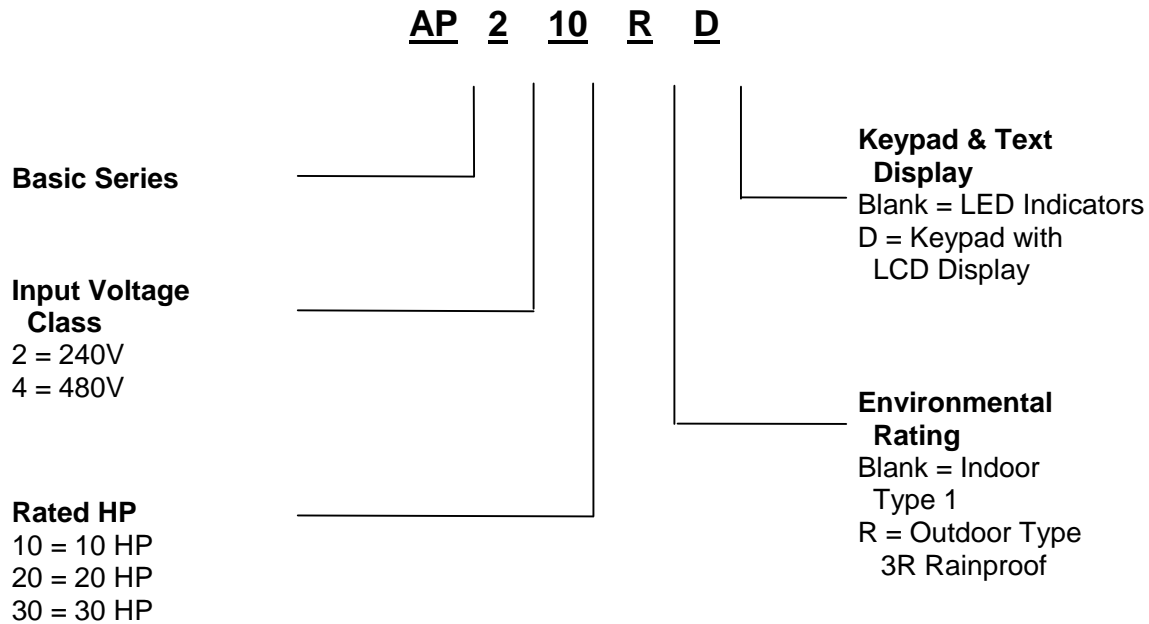 AP 2 10 R D
Basic Series
Input Voltage
Class
2 = 240V
4 = 480V
Rated HP
10 = 10 HP
20 = 20 HP
30 = 30 HP
Keypad & Text
Display
Blank = LED Indicators
D = Keypad with
LCD Display
Environmental
Rating
Blank = Indoor
Type 1
R = Outdoor Type
3R Rainproof